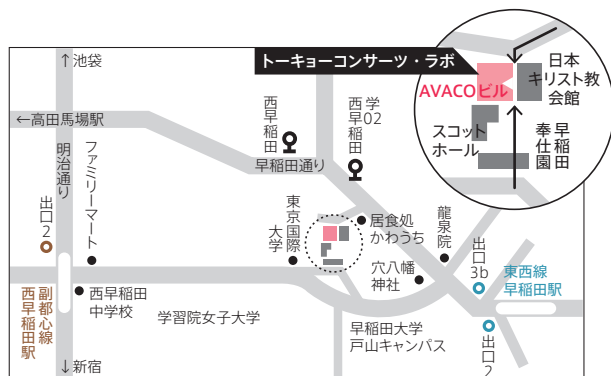 ↑池袋
トーキョーコンサーツ・ラボ
日本
キリスト教
会館
AVACOビル
スコット
ホール
早稲田
奉仕園
←高田馬場駅
明治通り
ファミリーマート
西早稲田
学02
西早稲田
早稲田通り
出口2
東京国際
大学
居食処
かわうち
龍泉院
出口
3b
東西線
早稲田駅
穴八幡
神社
副都心線
西早稲田駅
西早稲田
中学校
学習院女子大学
早稲田大学
戸山キャンパス
出口2
↓新宿